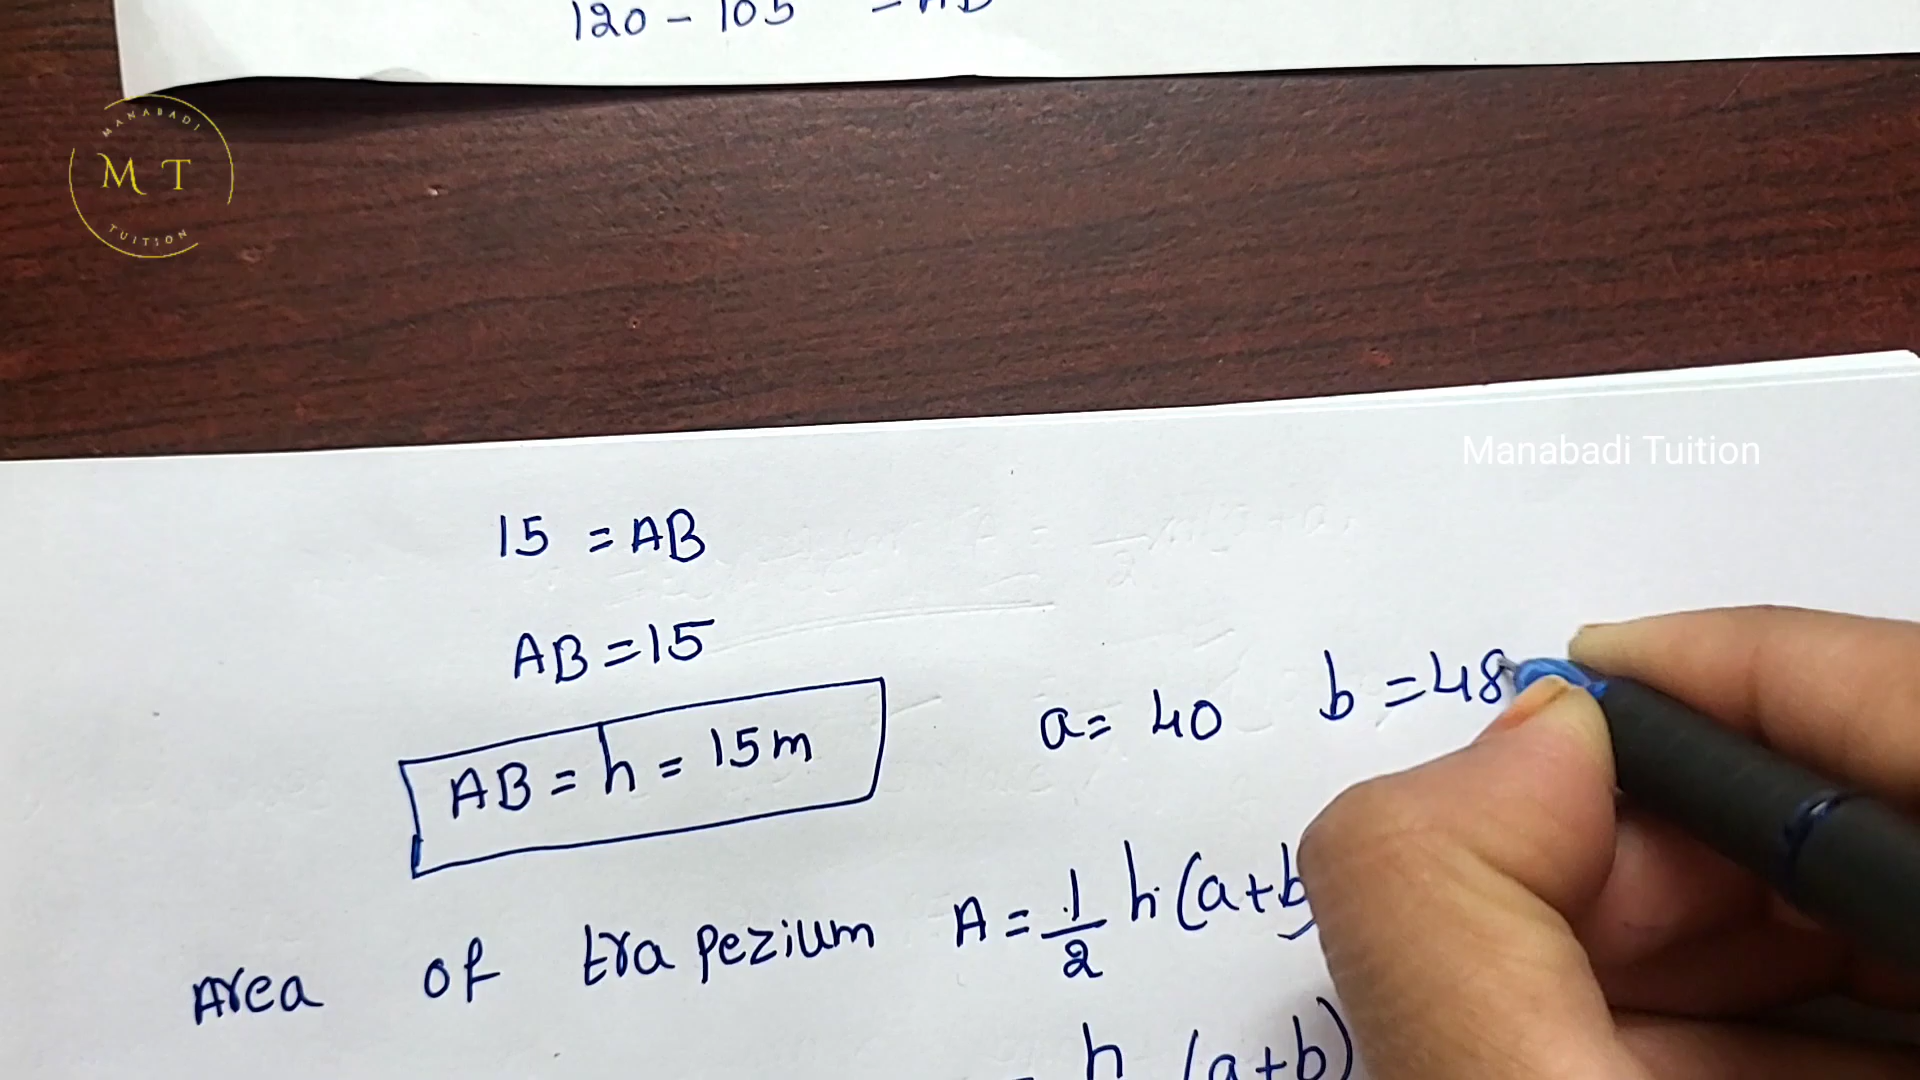 120 - 105 = AB
MANABADI
M T
TUITION
Manabadi Tuition
15 = AB
AB = 15
a = 40 b = 48
AB = h = 15m
Area of trapezium A = 1/2 h (a+b)
h (a+b)